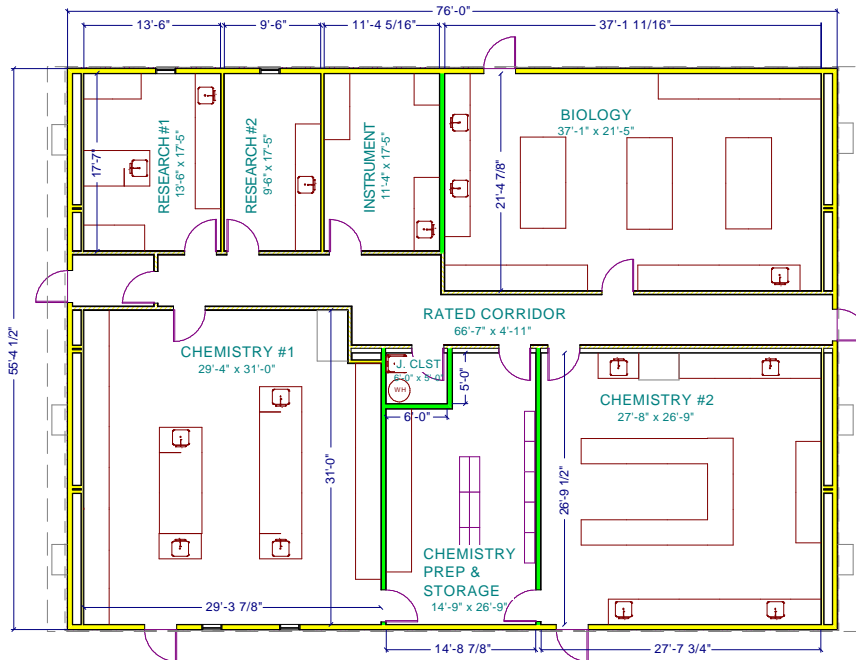 76'-0"
13'-6"
9'-6"
11'-4 5/16"
37'-1 11/16"
55'-4 1/2"
17'-7"
RESEARCH #1
13'-6" x 17'-5"
RESEARCH #2
9'-6" x 17'-5"
INSTRUMENT
11'-4" x 17'-5"
21'-4 7/8"
BIOLOGY
37'-1" x 21'-5"
RATED CORRIDOR
66'-7" x 4'-11"
CHEMISTRY #1
29'-4" x 31'-0"
J. CLST
6'-0" x 5'-0"
WH
5'-0"
6'-0"
CHEMISTRY #2
27'-8" x 26'-9"
31'-0"
26'-9 1/2"
CHEMISTRY
PREP &
STORAGE
14'-9" x 26'-9"
29'-3 7/8"
14'-8 7/8"
27'-7 3/4"